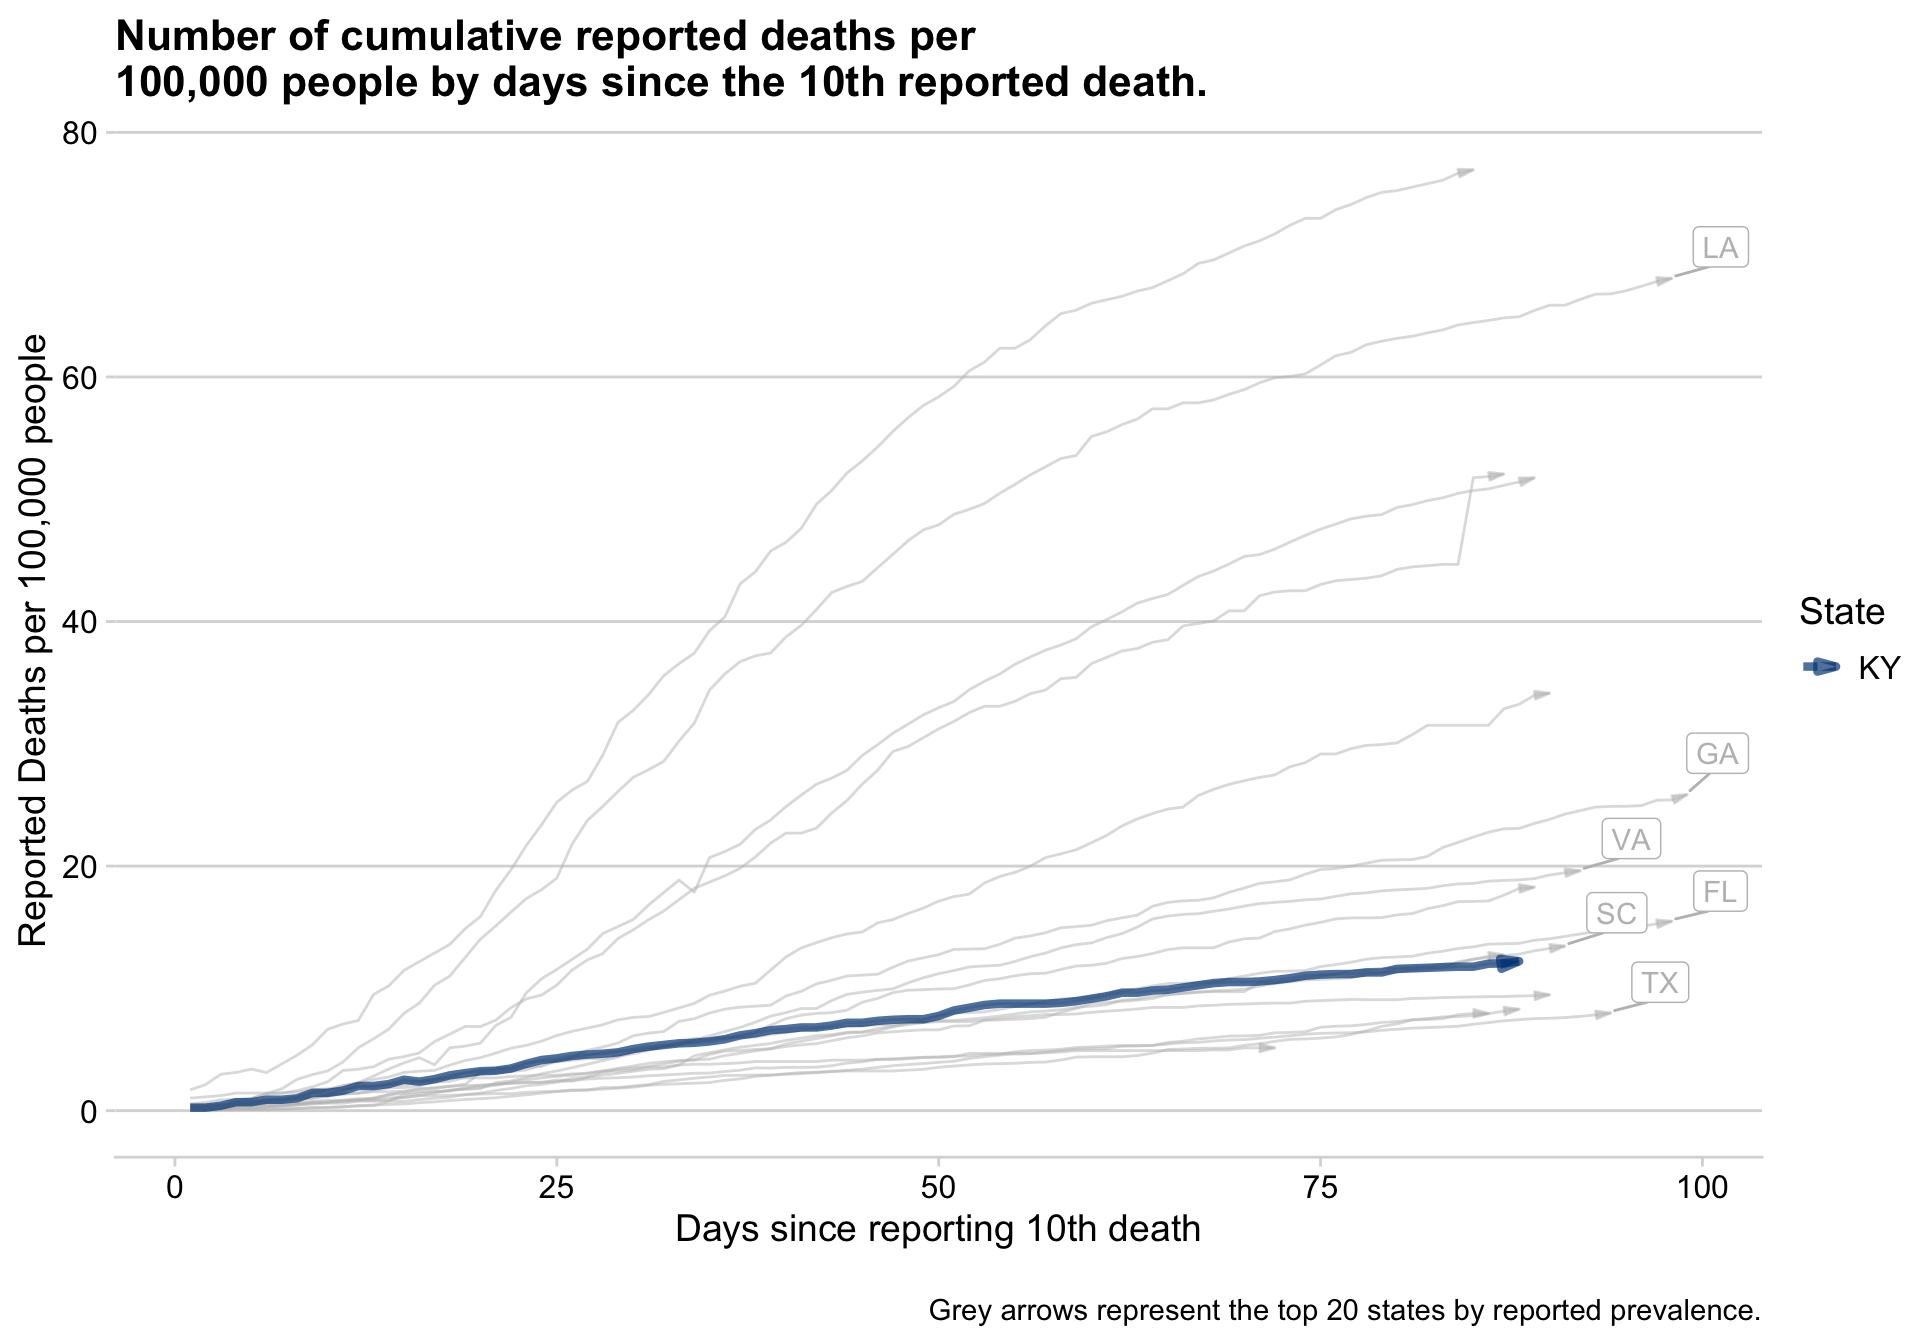 Number of cumulative reported deaths per
100,000 people by days since the 10th reported death.
Reported Deaths per 100,000 people
80
60
40
20
0
LA
GA
VA
FL
SC
TX
State
KY
0 25 50 75 100
Days since reporting 10th death
Grey arrows represent the top 20 states by reported prevalence.